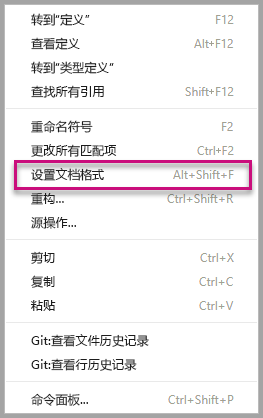 转到“定义” F12
查看定义 Alt+F12
转到“类型定义”
查找所有引用 Shift+F12
重命名符号 F2
更改所有匹配项 Ctrl+F2
设置文档格式 Alt+Shift+F
重构... Ctrl+Shift+R
源操作...
剪切 Ctrl+X
复制 Ctrl+C
粘贴 Ctrl+V
Git:查看文件历史记录
Git:查看行历史记录
命令面板... Ctrl+Shift+P